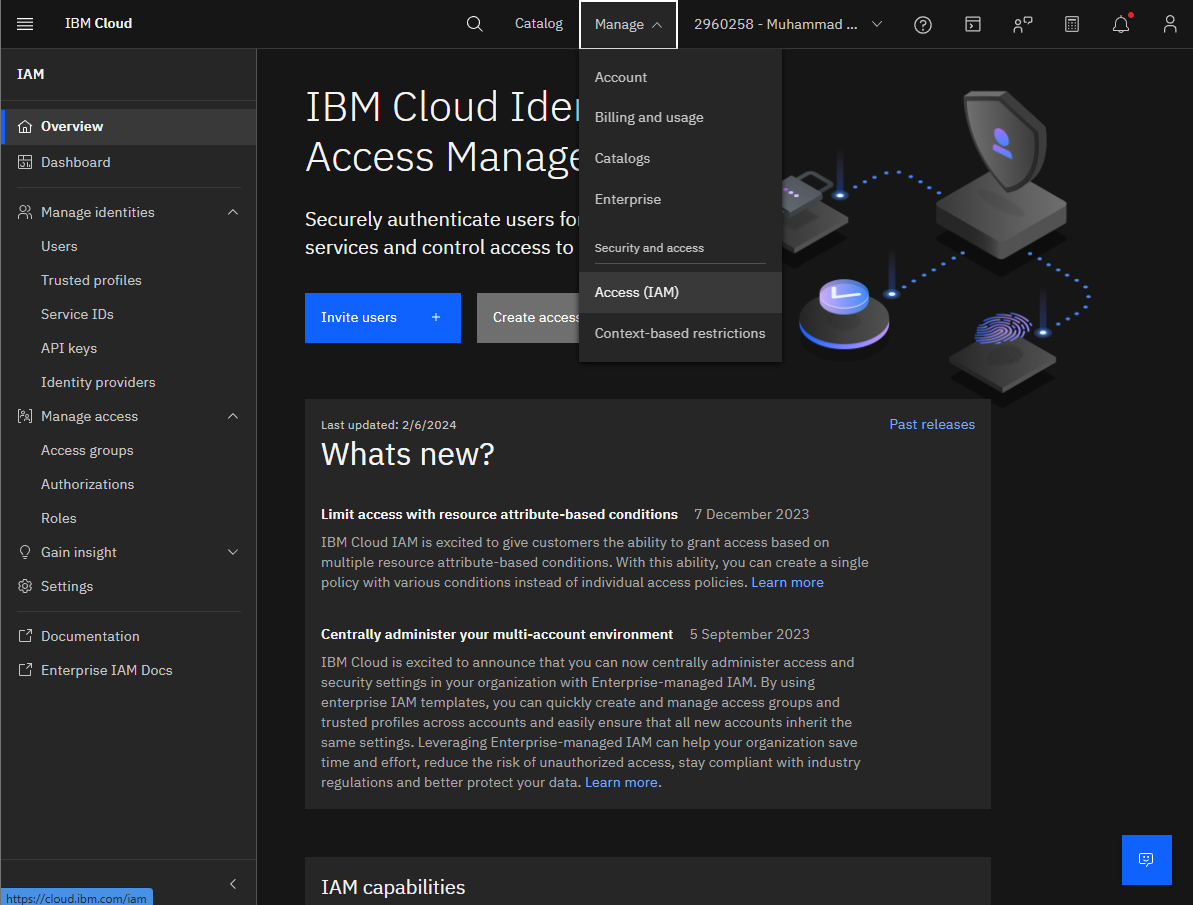 IBM Cloud
Catalog
Manage
2960258 - Muhammad ...
IAM
Overview
Dashboard
Manage identities
Users
Trusted profiles
Service IDs
API keys
Identity providers
Manage access
Access groups
Authorizations
Roles
Gain insight
Settings
Documentation
Enterprise IAM Docs
https://cloud.ibm.com/iam
Account
Billing and usage
Catalogs
Enterprise
Security and access
Access (IAM)
Context-based restrictions
IBM Cloud
Access
Securely authenticate users
services and control access to
Invite users +
Create
Last updated: 2/6/2024
Past releases
Whats new?
Limit access with resource attribute-based conditions 7 December 2023
IBM Cloud IAM is excited to give customers the ability to grant access based on
multiple resource attribute-based conditions. With this ability, you can create a single
policy with various conditions instead of individual access policies. Learn more
Centrally administer your multi-account environment 5 September 2023
IBM Cloud is excited to announce that you can now centrally administer access and
security settings in your organization with Enterprise-managed IAM. By using
enterprise IAM templates, you can quickly create and manage access groups and
trusted profiles across accounts and easily ensure that all new accounts inherit the
same settings. Leveraging Enterprise-managed IAM can help your organization save
time and effort, reduce the risk of unauthorized access, stay compliant with industry
regulations and better protect your data. Learn more.
IAM capabilities